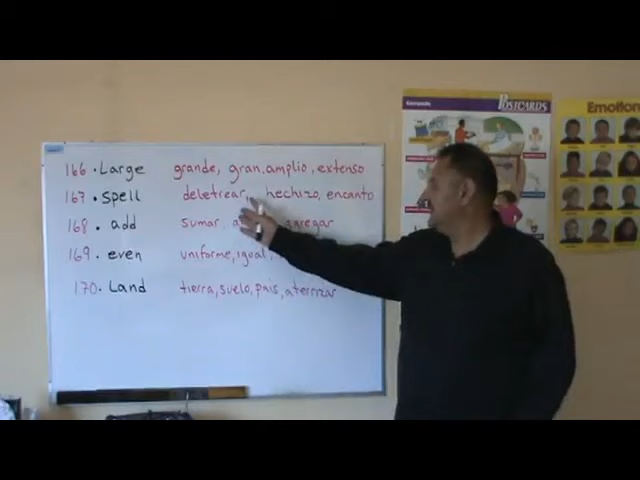 166. Large grande, gran, amplio, extenso
167. spell deletrear, hechizo, encanto
168. add sumar, agregar
169. even uniforme, igual,
170. Land tierra, suelo, pais, aterrizar
POSTCARDS
Emotion